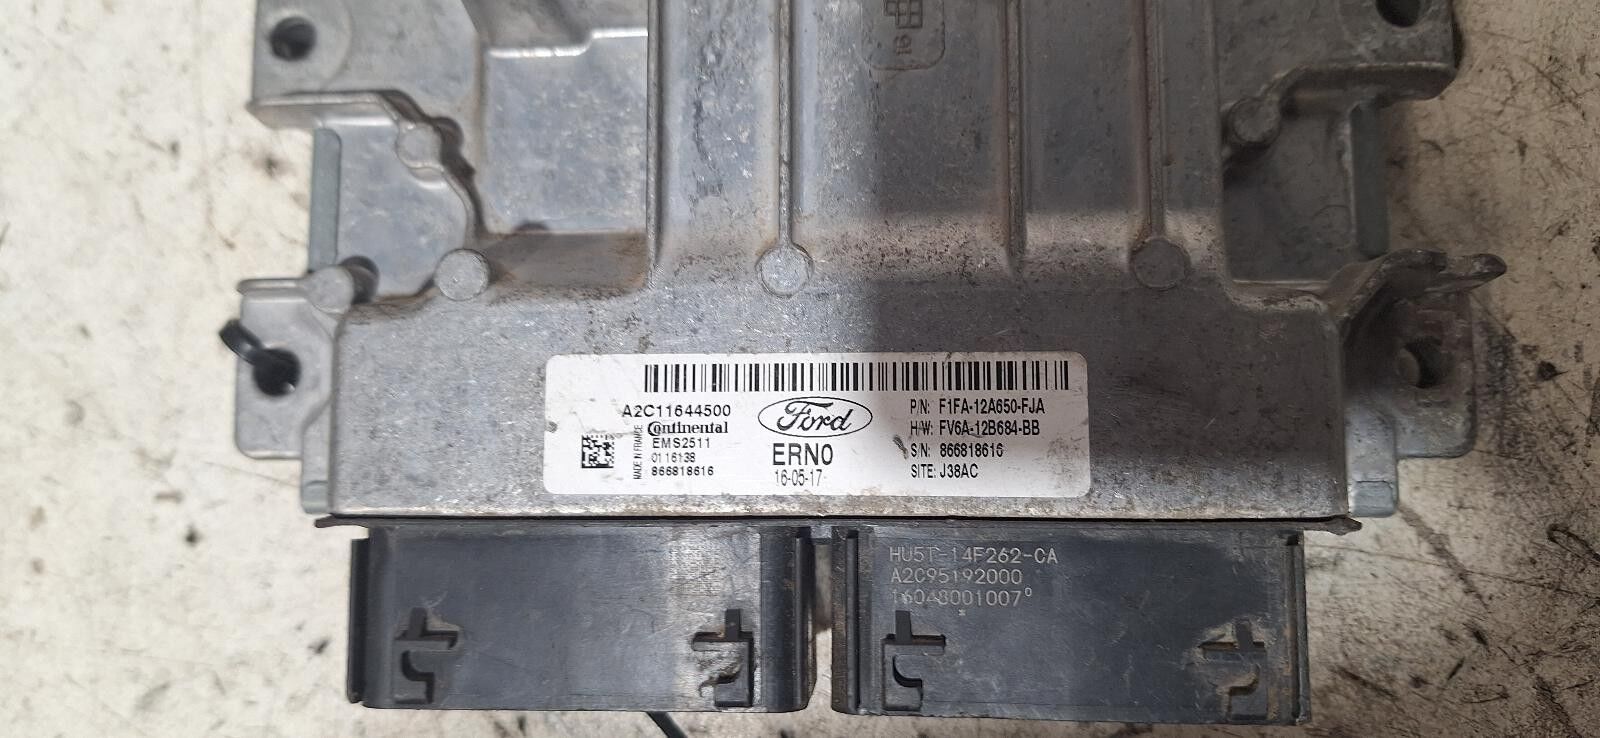 A2C11644500
Continental
EMS2511
0116138
866818616
MADE IN FRANCE
Ford
ERN0
16-05-17
P/N: F1FA-12A650-FJA
H/W: FV6A-12B684-BB
S/N: 866818616
SITE: J38AC
HU5T-14F262-CA
A2C95192000
16048001007°